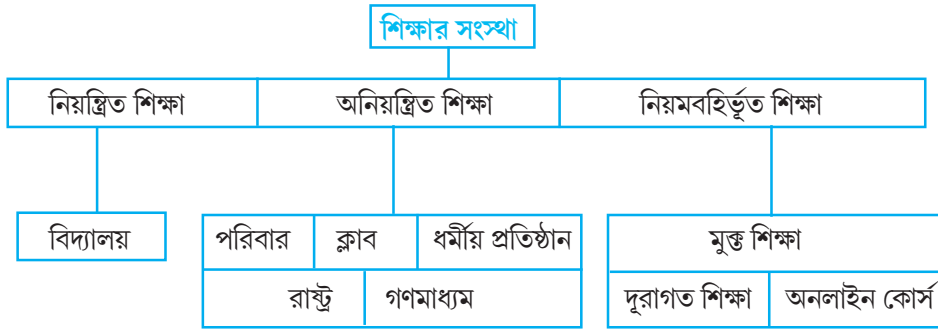 শিক্ষার সংস্থা
নিয়ন্ত্রিত শিক্ষা অনিয়ন্ত্রিত শিক্ষা নিয়মবহির্ভূত শিক্ষা
বিদ্যালয় পরিবার ক্লাব ধর্মীয় প্রতিষ্ঠান মুক্ত শিক্ষা
রাষ্ট্র গণমাধ্যম দূরাগত শিক্ষা অনলাইন কোর্স